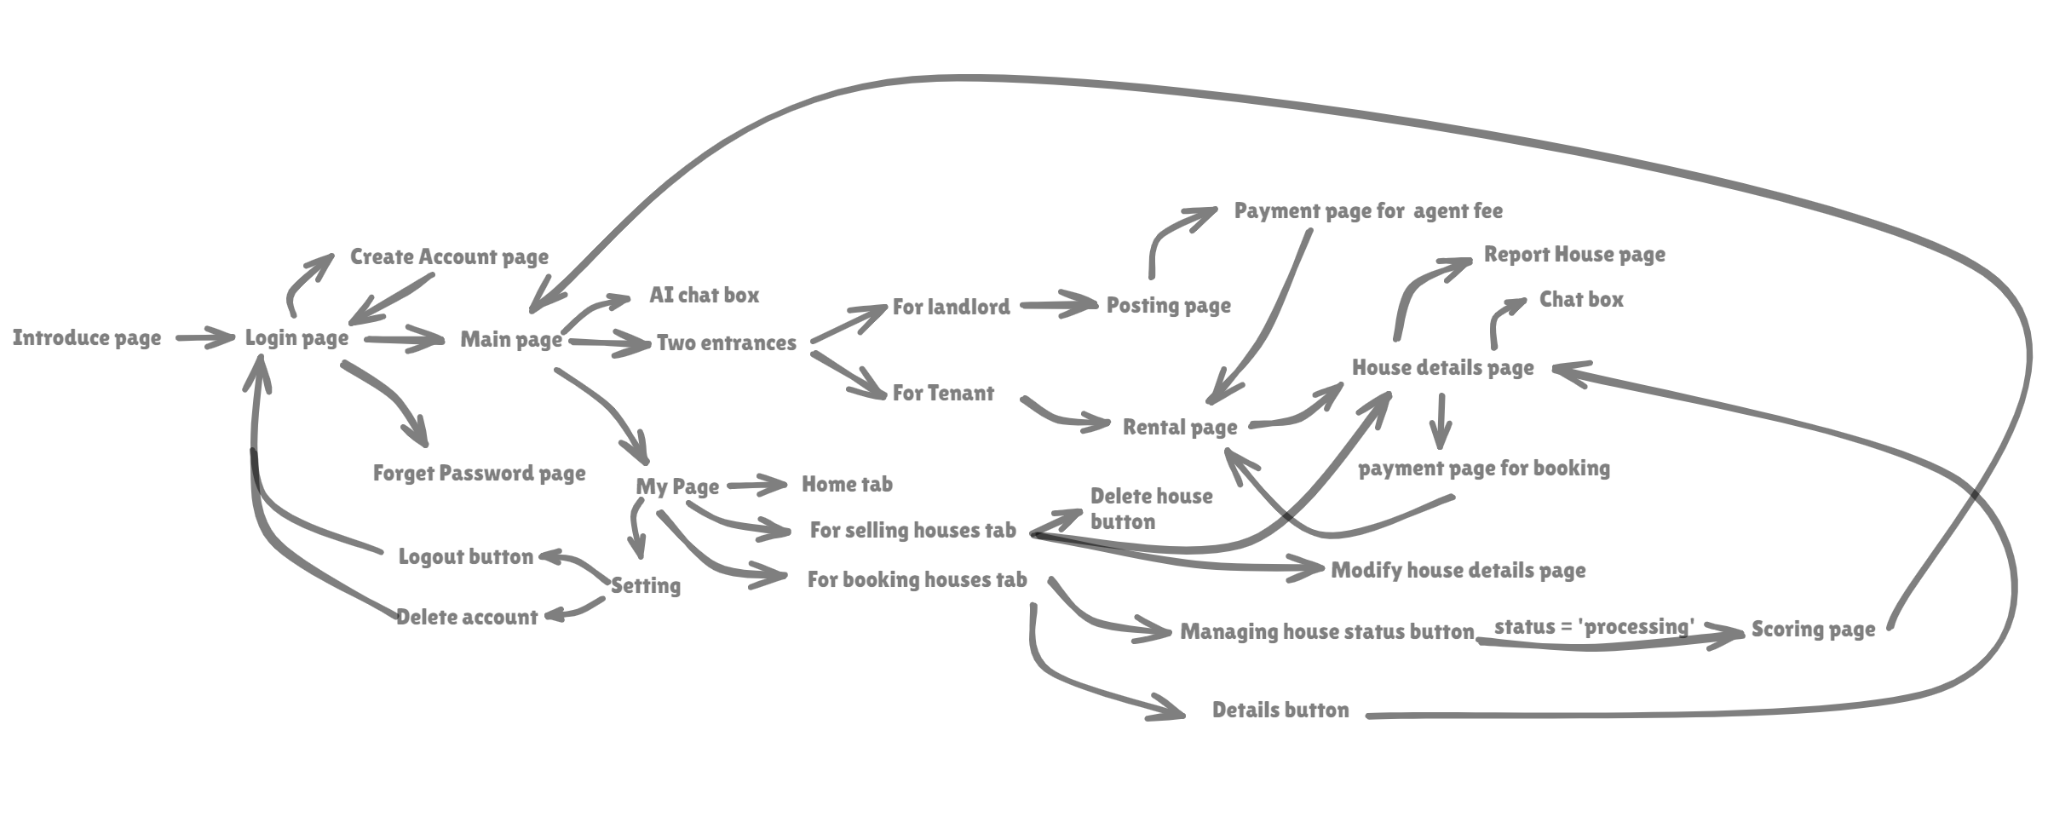 Payment page for agent fee
Create Account page
Report House page
AI chat box
Chat box
For landlord
Posting page
Introduce page
Login page
Main page
Two entrances
House details page
For Tenant
Rental page
Forget Password page
payment page for booking
My Page
Home tab
Delete house
button
For selling houses tab
Logout button
Modify house details page
Setting
For booking houses tab
Delete account
Managing house status button
status = 'processing'
Scoring page
Details button